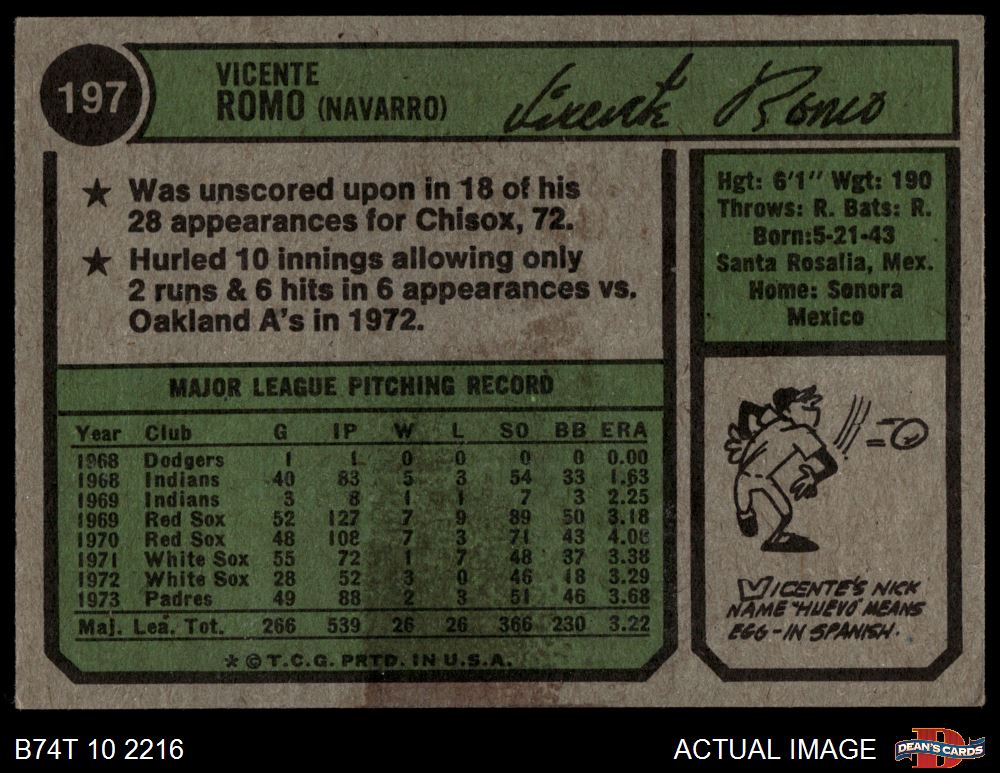 197
VICENTE
ROMO (NAVARRO)
Vicente Romo
★ Was unscored upon in 18 of his
28 appearances for Chisox, 72.
★ Hurled 10 innings allowing only
2 runs & 6 hits in 6 appearances vs.
Oakland A's in 1972.
Hgt: 6'1" Wgt: 190
Throws: R. Bats: R.
Born:5-21-43
Santa Rosalia, Mex.
Home: Sonora
Mexico
MAJOR LEAGUE PITCHING RECORD
Year Club G IP W L SO BB ERA
1968 Dodgers 1 1 0 0 0 0 0.00
1968 Indians 40 83 5 3 54 33 1.63
1969 Indians 3 8 1 1 7 3 2.25
1969 Red Sox 52 127 7 9 89 50 3.18
1970 Red Sox 48 108 7 3 71 43 4.08
1971 White Sox 55 72 1 7 48 37 3.38
1972 White Sox 28 52 3 0 46 18 3.29
1973 Padres 49 88 2 3 51 46 3.68
Maj. Lea. Tot. 266 539 26 26 366 230 3.22
* © T.C.G. PRTD. IN U.S.A.
VICENTE'S NICK
NAME "HUEVO" MEANS
EGG-IN SPANISH.
B74T 10 2216
ACTUAL IMAGE
D
DEAN'S CARDS